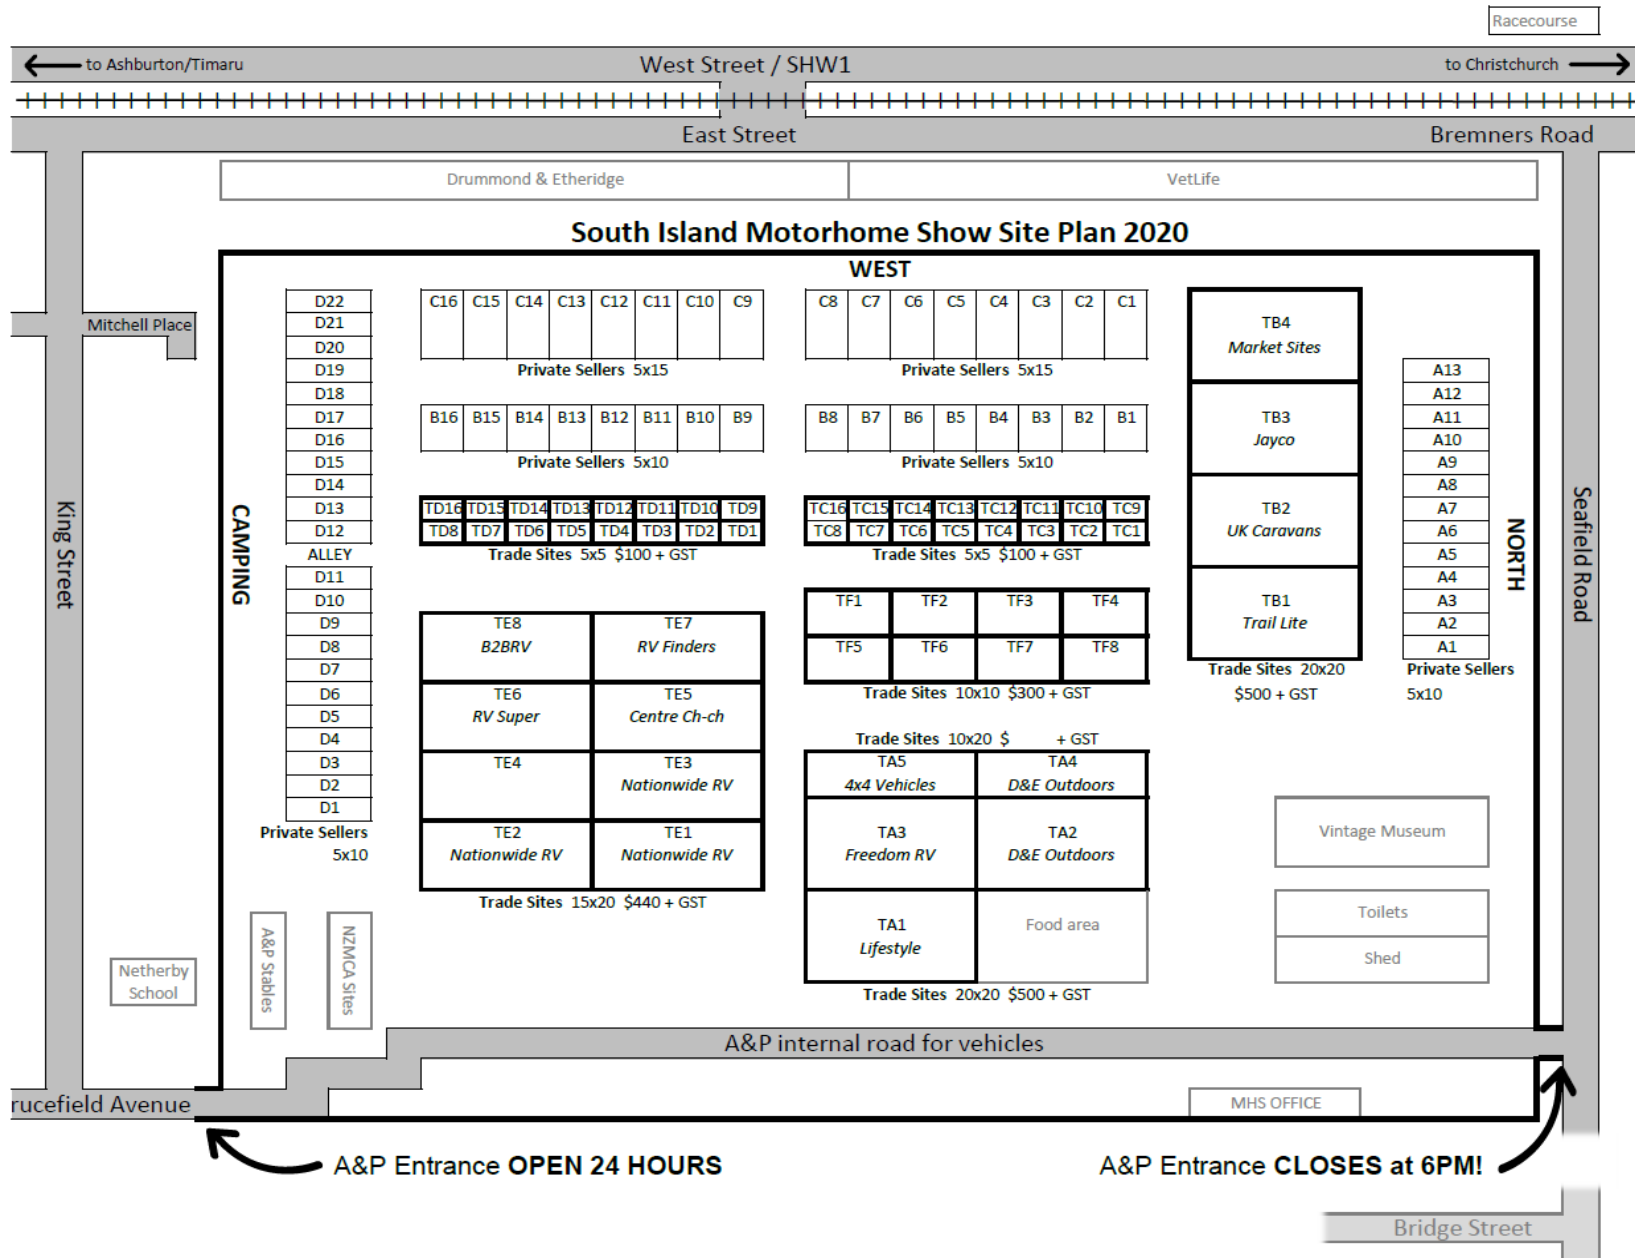 Racecourse
to Ashburton/Timaru
West Street / SHW1
to Christchurch
East Street
Bremners Road
Drummond & Etheridge
VetLife
South Island Motorhome Show Site Plan 2020
WEST
D22
D21
D20
D19
D18
D17
D16
D15
D14
D13
D12
ALLEY
D11
D10
D9
D8
D7
D6
D5
D4
D3
D2
D1
Private Sellers
5x10
Mitchell Place
King Street
CAMPING
C16 C15 C14 C13 C12 C11 C10 C9
Private Sellers 5x15
B16 B15 B14 B13 B12 B11 B10 B9
Private Sellers 5x10
TD16 TD15 TD14 TD13 TD12 TD11 TD10 TD9
TD8 TD7 TD6 TD5 TD4 TD3 TD2 TD1
Trade Sites 5x5 $100 + GST
TE8
B2BRV
TE7
RV Finders
TE6
RV Super
TE5
Centre Ch-ch
TE4
TE3
Nationwide RV
TE2
Nationwide RV
TE1
Nationwide RV
Trade Sites 15x20 $440 + GST
C8 C7 C6 C5 C4 C3 C2 C1
Private Sellers 5x15
B8 B7 B6 B5 B4 B3 B2 B1
Private Sellers 5x10
TC16 TC15 TC14 TC13 TC12 TC11 TC10 TC9
TC8 TC7 TC6 TC5 TC4 TC3 TC2 TC1
Trade Sites 5x5 $100 + GST
TF1 TF2 TF3 TF4
TF5 TF6 TF7 TF8
Trade Sites 10x10 $300 + GST
Trade Sites 10x20 $ + GST
TA5
4x4 Vehicles
TA4
D&E Outdoors
TA3
Freedom RV
TA2
D&E Outdoors
TA1
Lifestyle
Food area
Trade Sites 20x20 $500 + GST
TB4
Market Sites
TB3
Jayco
TB2
UK Caravans
TB1
Trail Lite
Trade Sites 20x20
$500 + GST
A13
A12
A11
A10
A9
A8
A7
A6
A5
A4
A3
A2
A1
Private Sellers
5x10
NORTH
Seafield Road
Vintage Museum
Toilets
Shed
Netherby
School
A&P Stables
NZMCA Sites
A&P internal road for vehicles
rucefield Avenue
MHS OFFICE
A&P Entrance OPEN 24 HOURS
A&P Entrance CLOSES at 6PM!
Bridge Street